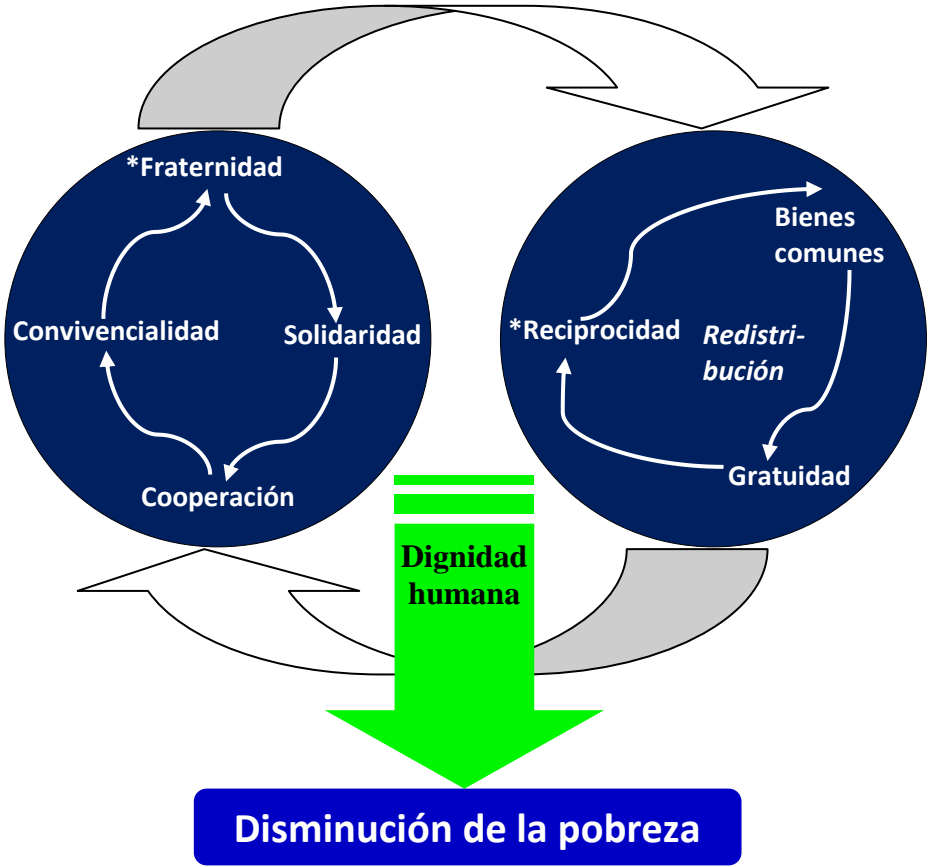 *Fraternidad
Convivencialidad
Solidaridad
Cooperación
Bienes
comunes
*Reciprocidad
Redistri-
bución
Gratuidad
Dignidad
humana
Disminución de la pobreza